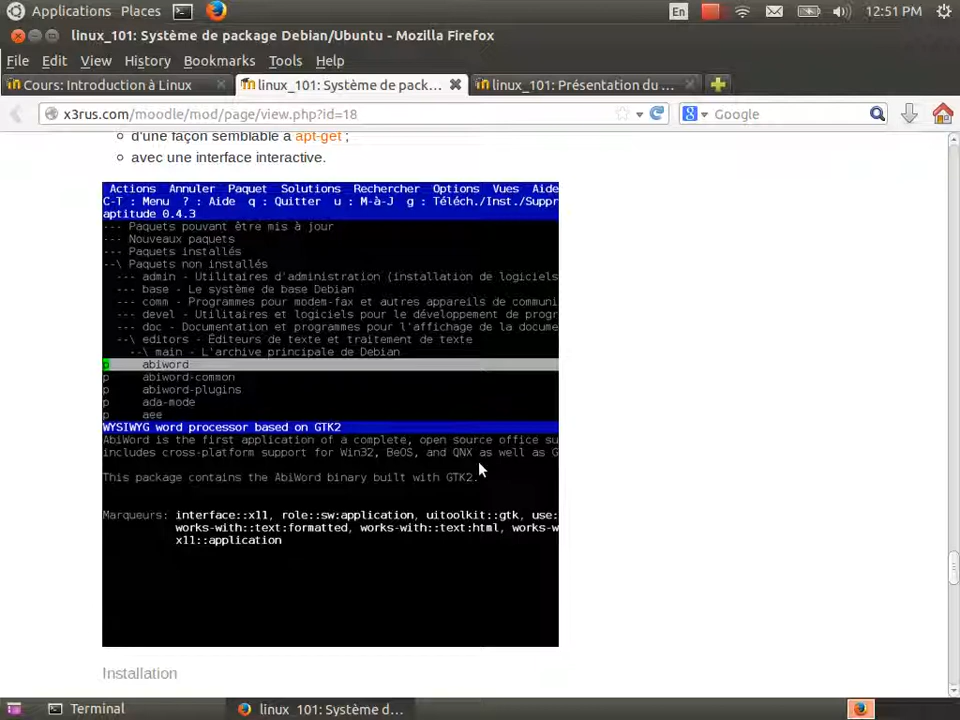 Applications Places En 12:51 PM
linux_101: Système de package Debian/Ubuntu - Mozilla Firefox
File Edit View History Bookmarks Tools Help
Cours: Introduction à Linux
linux_101: Système de pack...
linux_101: Présentation du ...
x3rus.com/moodle/mod/page/view.php?id=18
Google
d'une façon semblable à apt-get ;
avec une interface interactive.
Actions Annuler Paquet Solutions Rechercher Options Vues Aide
C-T : Menu ? : Aide q : Quitter u : M-à-J g : Téléch./Inst./Suppr
aptitude 0.4.3
--- Paquets pouvant être mis à jour
--- Nouveaux paquets
--- Paquets installés
--\ Paquets non installés
--- admin - Utilitaires d'administration (installation de logiciels
--- base - Le système de base Debian
--- comm - Programmes pour modem-fax et autres appareils de communi
--- devel - Utilitaires et logiciels pour le développement de progr
--- doc - Documentation et programmes pour l'affichage de la docume
--\ editors - Éditeurs de texte et traitement de texte
--\ main - L'archive principale de Debian
p abiword
p abiword-common
p abiword-plugins
p ada-mode
p aee
WYSIWYG word processor based on GTK2
AbiWord is the first application of a complete, open source office su
includes cross-platform support for Win32, BeOS, and QNX as well as G
This package contains the AbiWord binary built with GTK2.
Marqueurs: interface::x11, role::sw:application, uitoolkit::gtk, use:
works-with::text:formatted, works-with::text:html, works-w
x11::application
Installation
Terminal
linux_101: Système d...